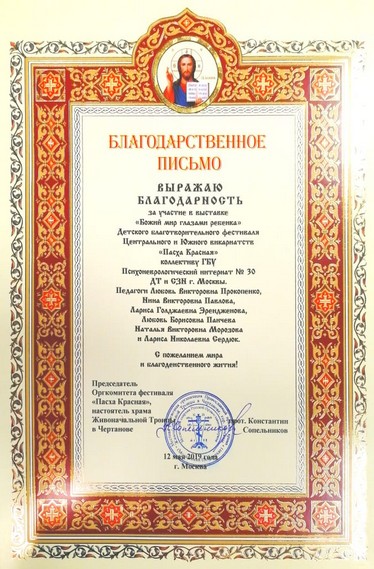 БЛАГОДАРСТВЕННОЕ
ПИСЬМО
ВЫРАЖАЮ
БЛАГОДАРНОСТЬ
за участие в выставке
«Божий мир глазами ребенка»
Детского благотворительного фестиваля
Центрального и Южного викариатств
«Пасха Красная»
коллективу ГБУ
Психоневрологический интернат № 30
ДТ и СЗН г. Москвы.
Педагоги Любовь Викторовна Прокопенко,
Нина Викторовна Павлова,
Лариса Голджаевна Эрендженова,
Любовь Борисовна Панчева
Наталья Викторовна Морозова
и Лариса Николаевна Сердюк.
С пожеланием мира
и благоденственного жития!
Председатель
Оргкомитета фестиваля
«Пасха Красная»,
настоятель храма
Живоначальной Троицы прот. Константин
в Чертанове Сопельников
12 мая 2019 года
г. Москва